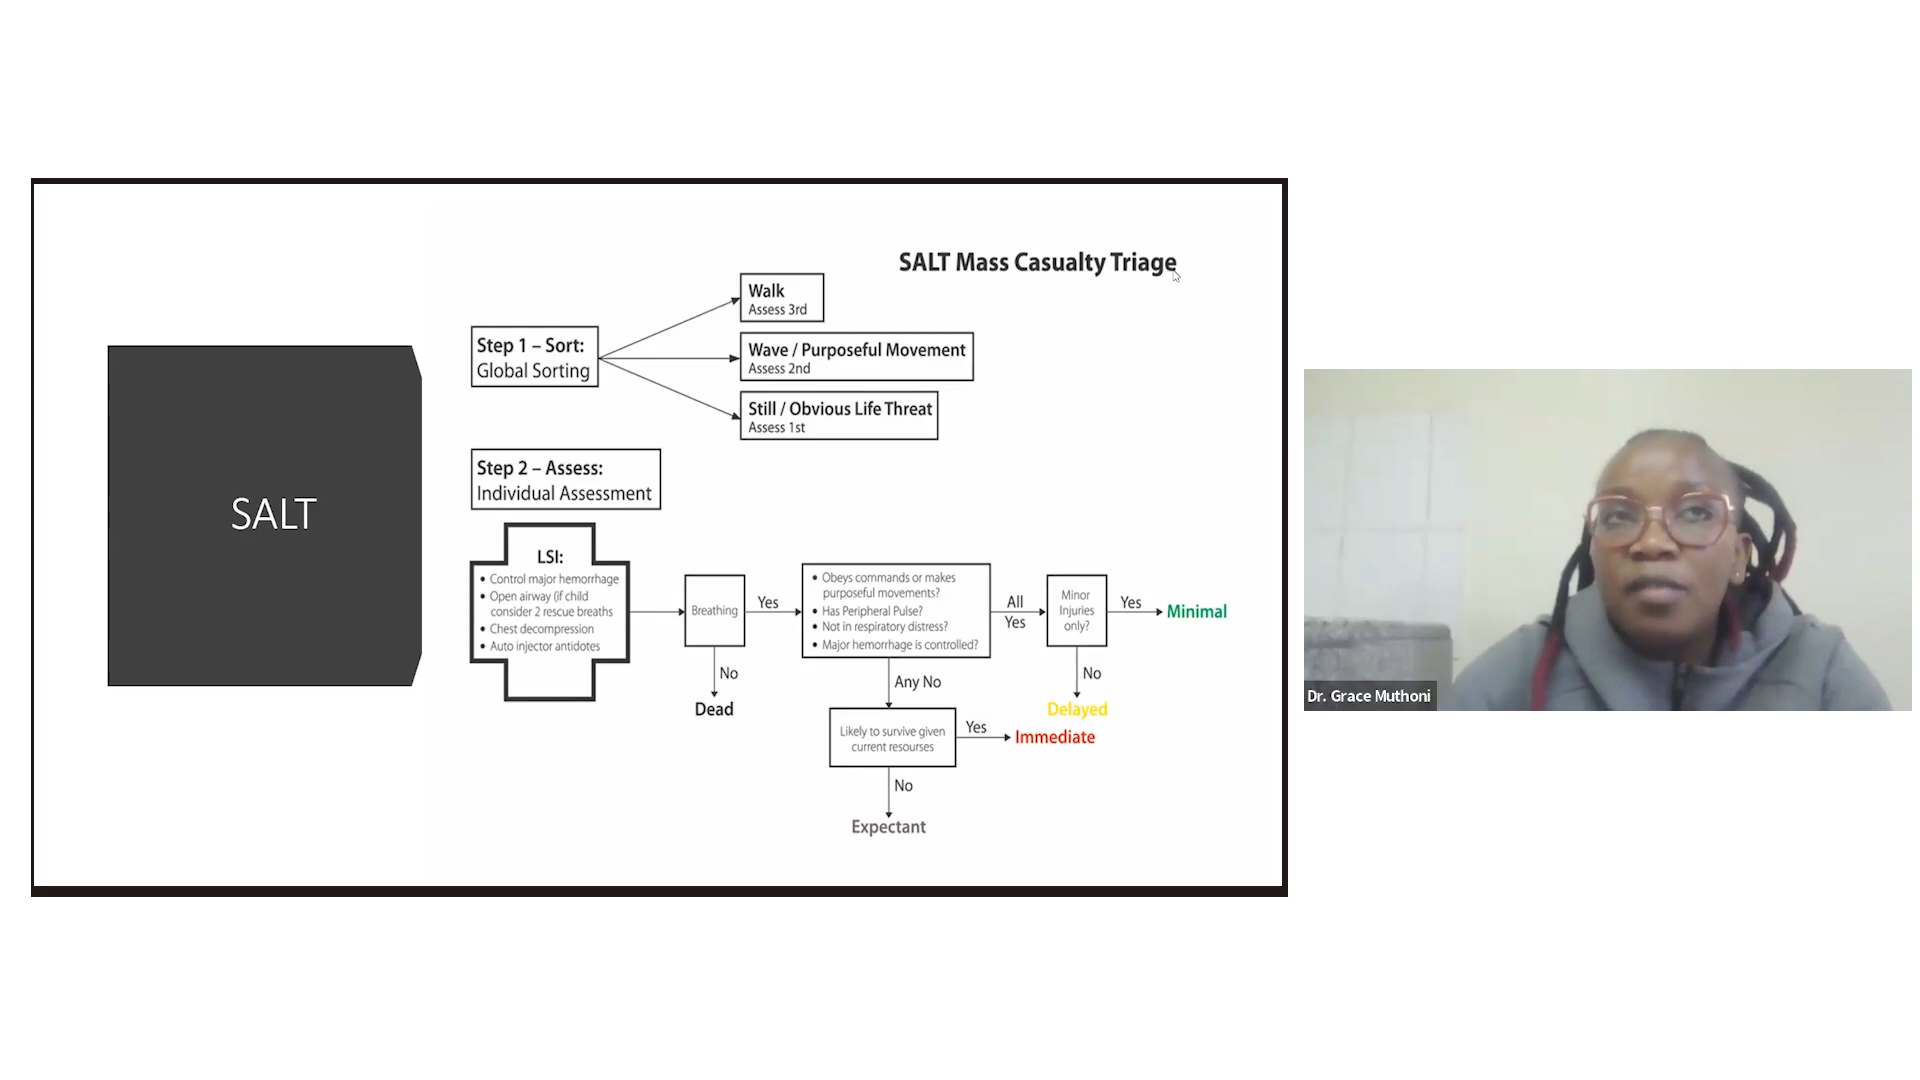 SALT
SALT Mass Casualty Triage
Step 1 – Sort:
Global Sorting
Walk
Assess 3rd
Wave / Purposeful Movement
Assess 2nd
Still / Obvious Life Threat
Assess 1st
Step 2 – Assess:
Individual Assessment
LSI:
• Control major hemorrhage
• Open airway (if child
consider 2 rescue breaths
• Chest decompression
• Auto injector antidotes
Breathing
Yes
No
Dead
• Obeys commands or makes
purposeful movements?
• Has Peripheral Pulse?
• Not in respiratory distress?
• Major hemorrhage is controlled?
All
Yes
Minor
Injuries
only?
Yes
Minimal
No
Delayed
Any No
Likely to survive given
current resourses
Yes
Immediate
No
Expectant
Dr. Grace Muthoni